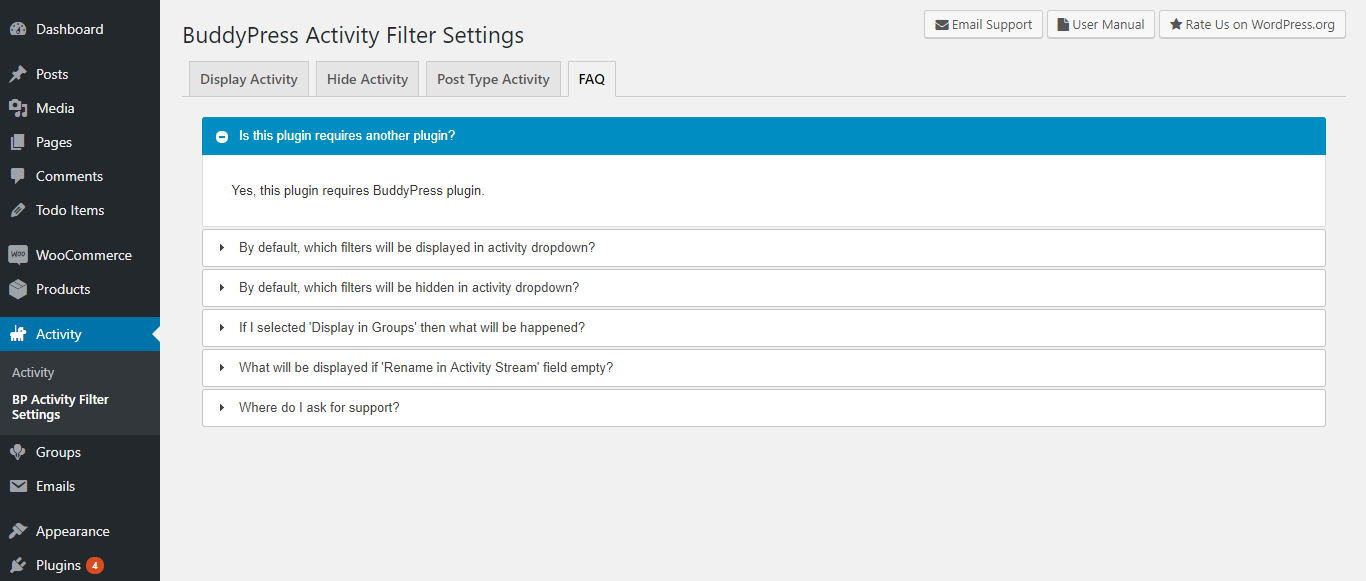 Dashboard
Posts
Media
Pages
Comments
Todo Items
WOO WooCommerce
Products
Activity
Activity
BP Activity Filter
Settings
Groups
Emails
Appearance
Plugins 4
BuddyPress Activity Filter Settings
Email Support User Manual Rate Us on WordPress.org
Display Activity Hide Activity Post Type Activity FAQ
Is this plugin requires another plugin?
Yes, this plugin requires BuddyPress plugin.
By default, which filters will be displayed in activity dropdown?
By default, which filters will be hidden in activity dropdown?
If I selected 'Display in Groups' then what will be happened?
What will be displayed if 'Rename in Activity Stream' field empty?
Where do I ask for support?